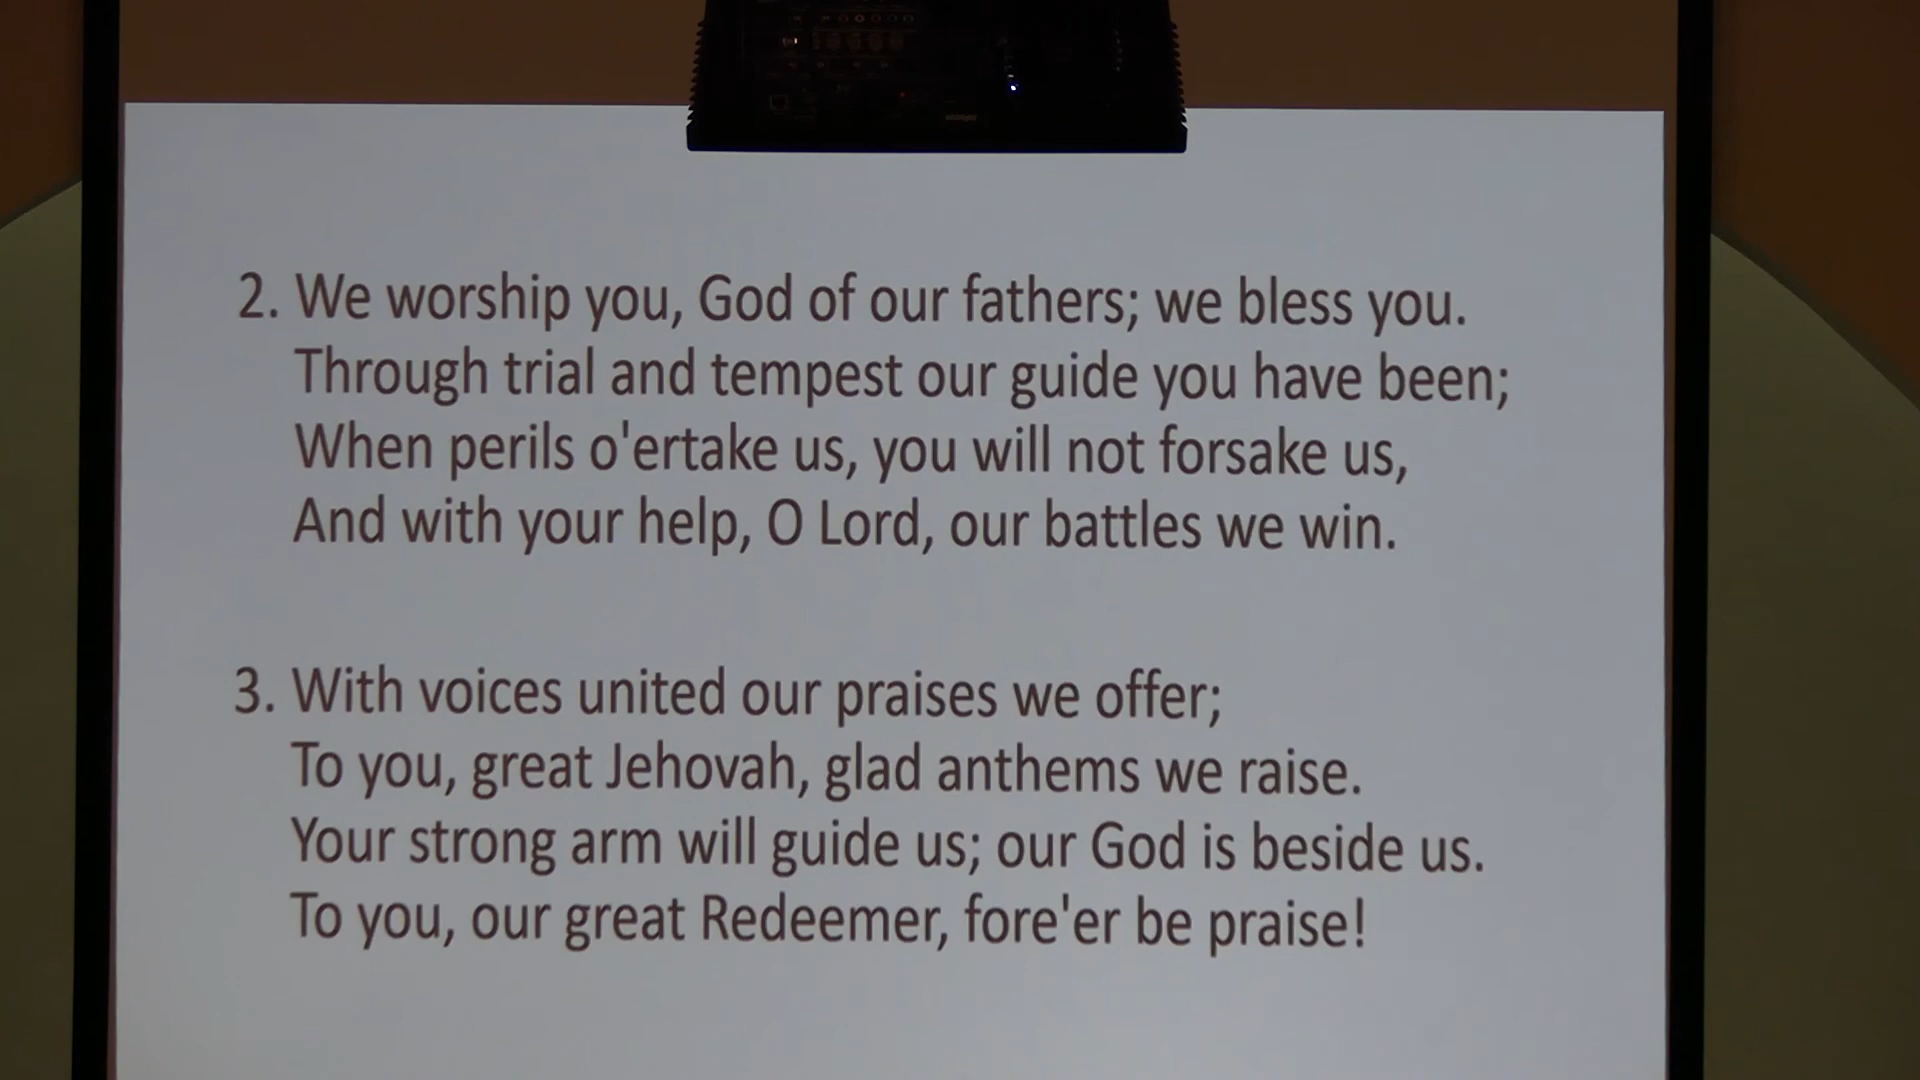 2. We worship you, God of our fathers; we bless you.
Through trial and tempest our guide you have been;
When perils o'ertake us, you will not forsake us,
And with your help, O Lord, our battles we win.
3. With voices united our praises we offer;
To you, great Jehovah, glad anthems we raise.
Your strong arm will guide us; our God is beside us.
To you, our great Redeemer, fore'er be praise!